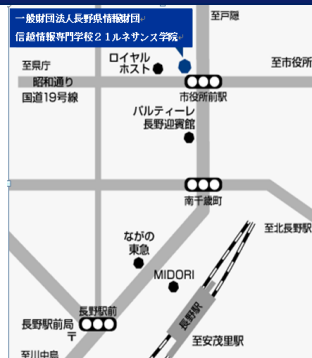 一般財団法人長野県情報財団
信越情報専門学校21ルネサンス学院
至戸隠
ロイヤル
ホスト
至県庁
至市役所
昭和通り
国道19号線
市役所前駅
パルティーレ
長野迎賓館
南千歳町
至北長野駅
ながの
東急
MIDORI
長野駅前
長野駅前局
〒
長野駅
至川中島
至安茂里駅